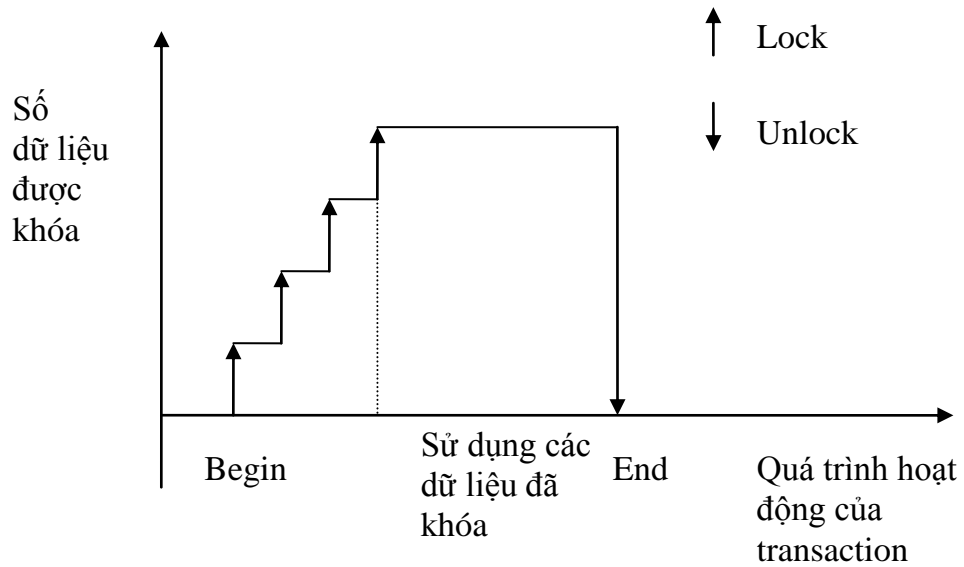 Lock
Số
dữ liệu
được
khóa
Unlock
Begin
Sử dụng các
dữ liệu đã
khóa
End
Quá trình hoạt
động của
transaction